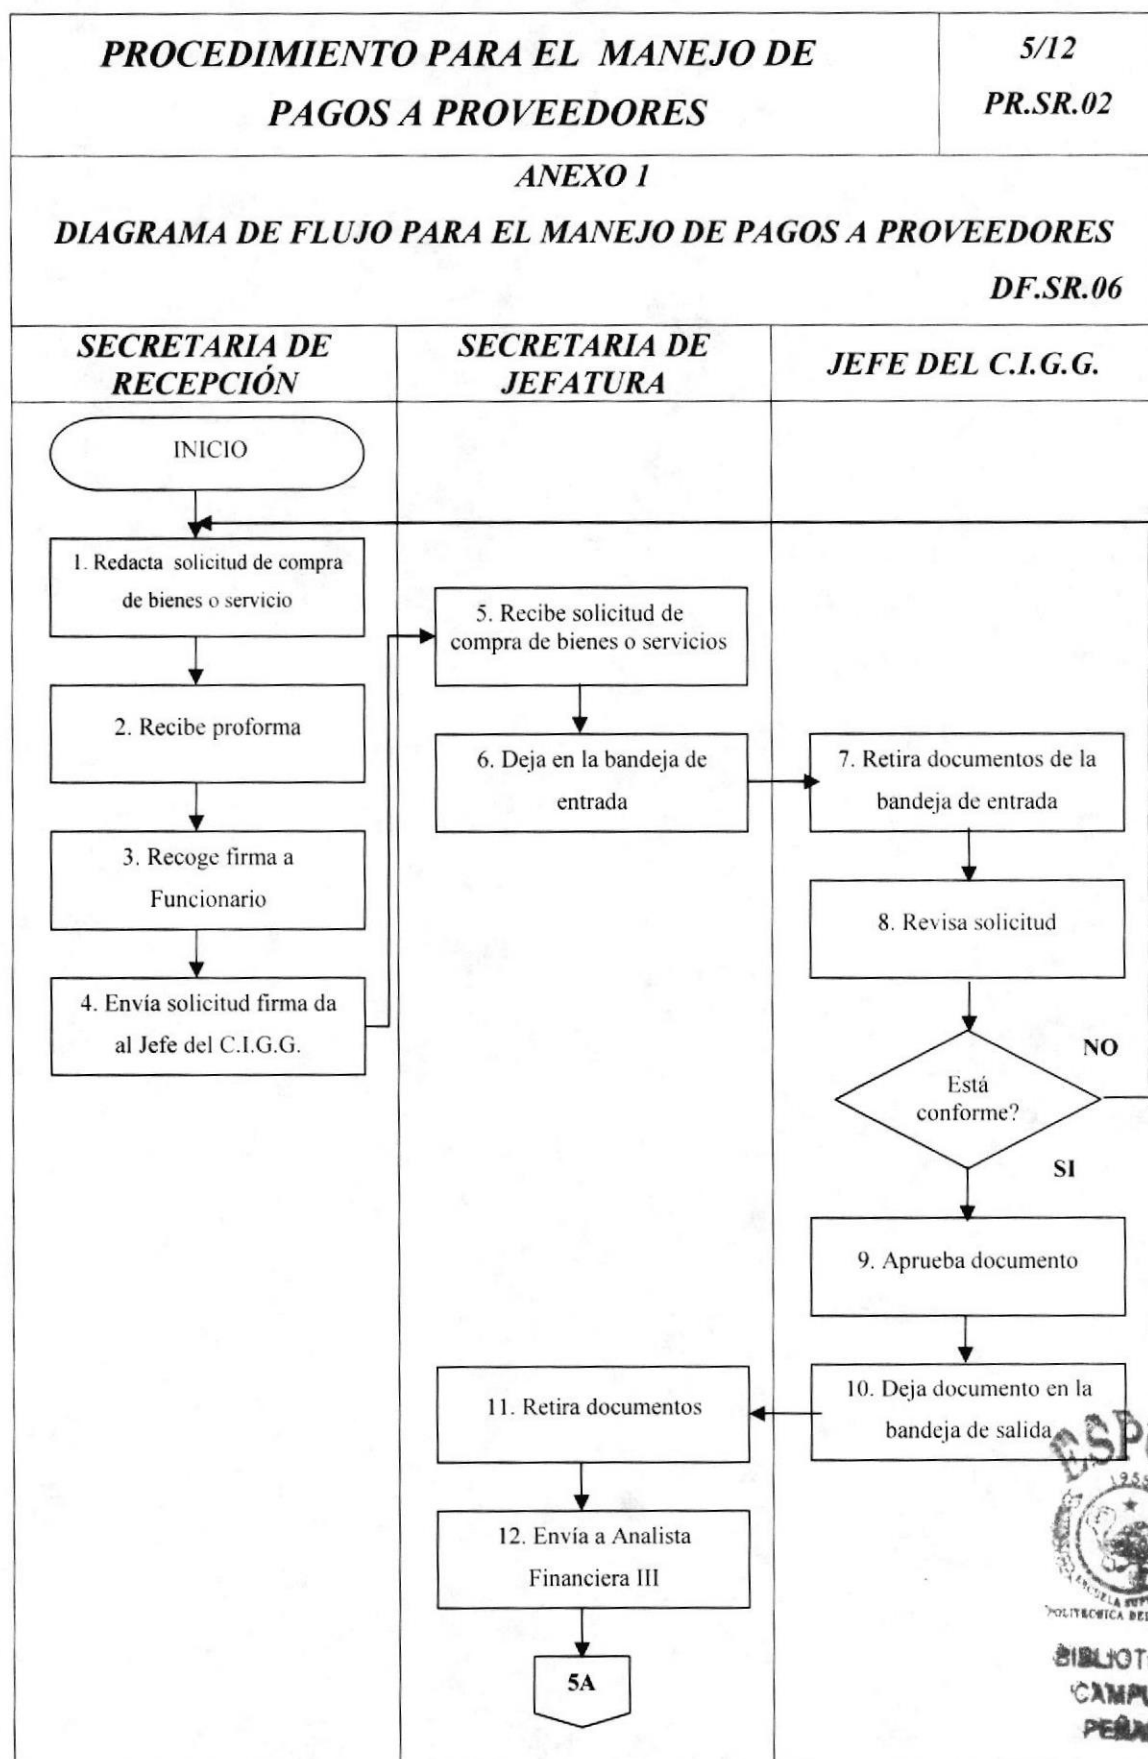 PROCEDIMIENTO PARA EL MANEJO DE
PAGOS A PROVEEDORES
5/12
PR.SR.02
ANEXO 1
DIAGRAMA DE FLUJO PARA EL MANEJO DE PAGOS A PROVEEDORES
DF.SR.06
SECRETARIA DE
RECEPCIÓN
SECRETARIA DE
JEFATURA
JEFE DEL C.I.G.G.
INICIO
1. Redacta solicitud de compra
de bienes o servicio
2. Recibe proforma
3. Recoge firma a
Funcionario
4. Envía solicitud firma da
al Jefe del C.I.G.G.
5. Recibe solicitud de
compra de bienes o servicios
6. Deja en la bandeja de
entrada
7. Retira documentos de la
bandeja de entrada
8. Revisa solicitud
Está
conforme?
NO
SI
9. Aprueba documento
10. Deja documento en la
bandeja de salida
11. Retira documentos
12. Envía a Analista
Financiera III
5A